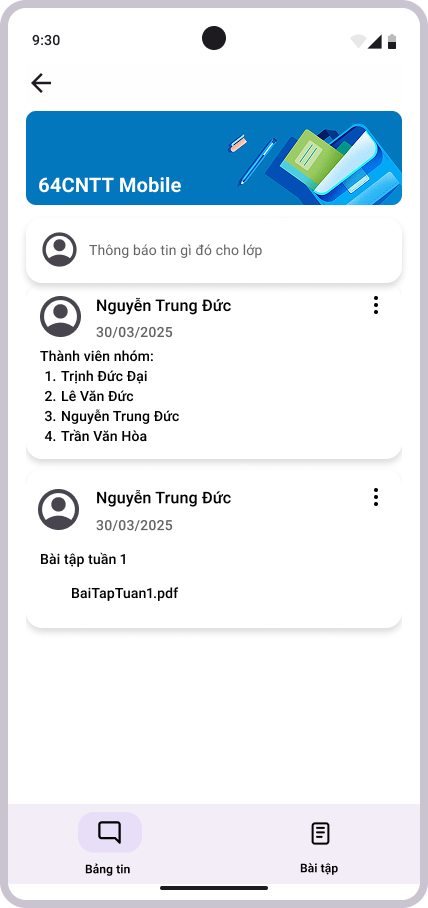 9:30
64CNTT Mobile
Thông báo tin gì đó cho lớp
Nguyễn Trung Đức
30/03/2025
Thành viên nhóm:
1. Trịnh Đức Đại
2. Lê Văn Đức
3. Nguyễn Trung Đức
4. Trần Văn Hòa
Nguyễn Trung Đức
30/03/2025
Bài tập tuần 1
BaiTapTuan1.pdf
Bảng tin
Bài tập